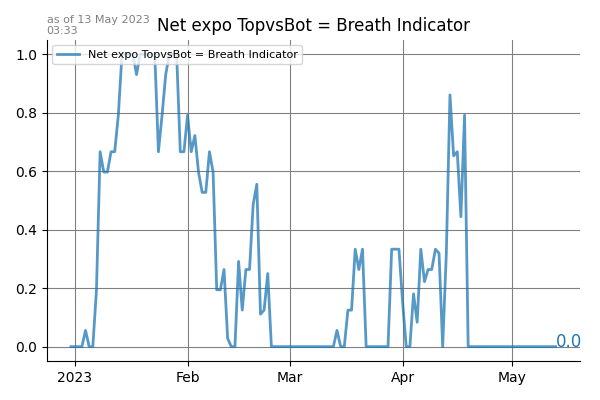 as of 13 May 2023
03:33
Net expo TopvsBot = Breath Indicator
Net expo TopvsBot = Breath Indicator
1.0
0.8
0.6
0.4
0.2
0.0
0.0
2023 Feb Mar Apr May